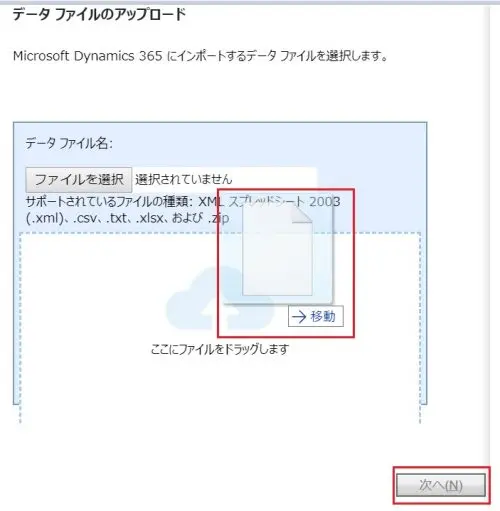 データ ファイルのアップロード
Microsoft Dynamics 365 にインポートするデータ ファイルを選択します。
データ ファイル名:
ファイルを選択 選択されていません
サポートされているファイルの種類: XML スプレッドシート 2003
(.xml)、.csv、.txt、.xlsx、および .zip
→ 移動
ここにファイルをドラッグします
次へ(N)